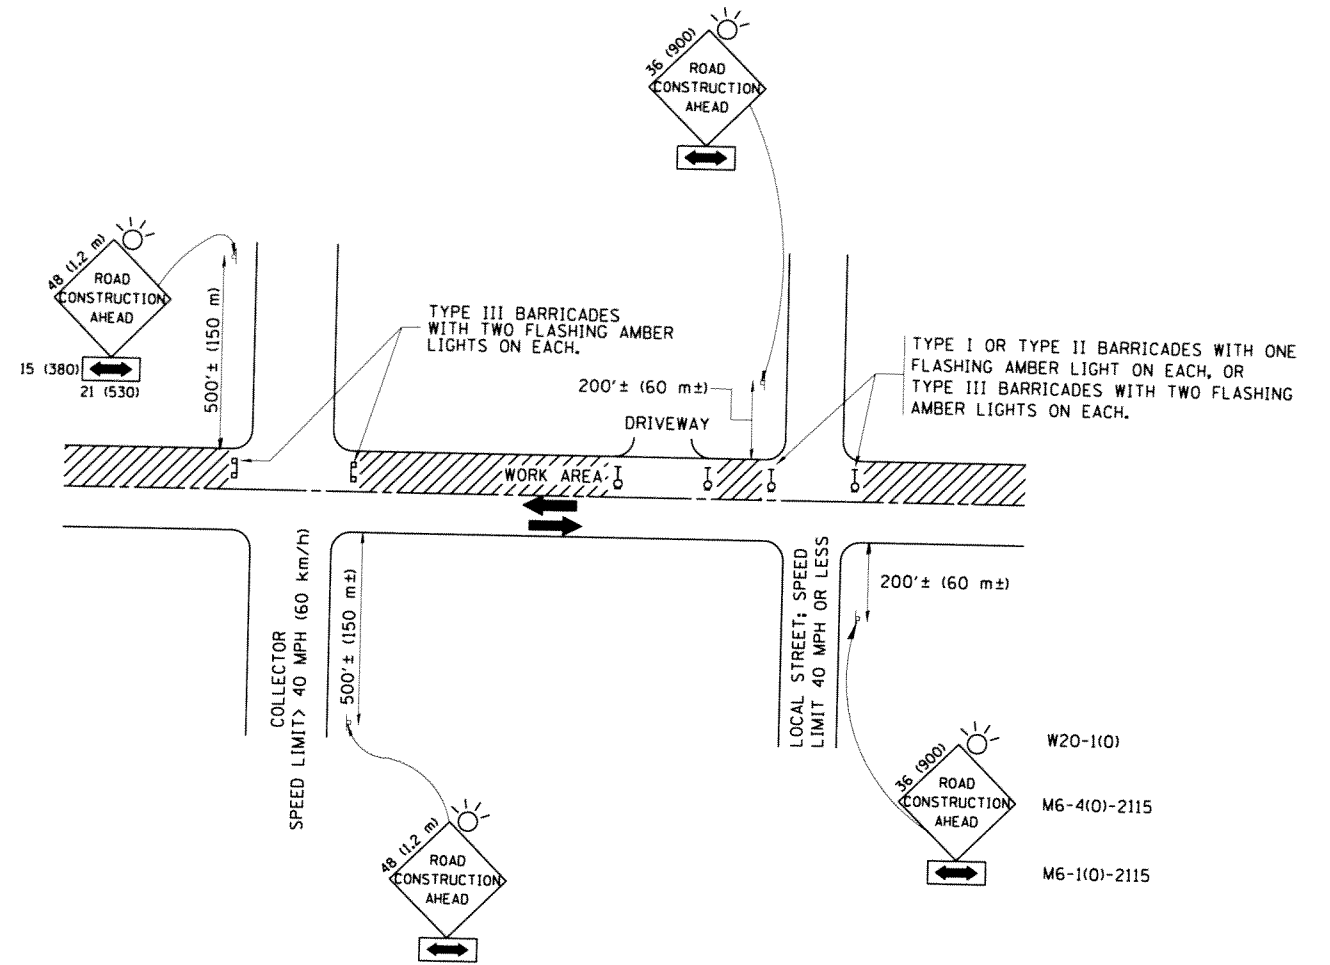 36 (900)
ROAD
CONSTRUCTION
AHEAD
48 (1.2 m)
ROAD
CONSTRUCTION
AHEAD
15 (380)
21 (530)
500'± (150 m)
TYPE III BARRICADES
WITH TWO FLASHING AMBER
LIGHTS ON EACH.
200'± (60 m±)
DRIVEWAY
TYPE I OR TYPE II BARRICADES WITH ONE
FLASHING AMBER LIGHT ON EACH, OR
TYPE III BARRICADES WITH TWO FLASHING
AMBER LIGHTS ON EACH.
WORK AREA
COLLECTOR
SPEED LIMIT> 40 MPH (60 km/h)
500'± (150 m±)
LOCAL STREET; SPEED
LIMIT 40 MPH OR LESS
200'± (60 m±)
36 (900)
ROAD
CONSTRUCTION
AHEAD
W20-1(O)
M6-4(O)-2115
M6-1(O)-2115
48 (1.2 m)
ROAD
CONSTRUCTION
AHEAD